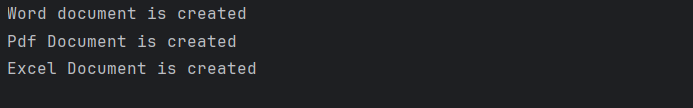 Word document is created
Pdf Document is created
Excel Document is created